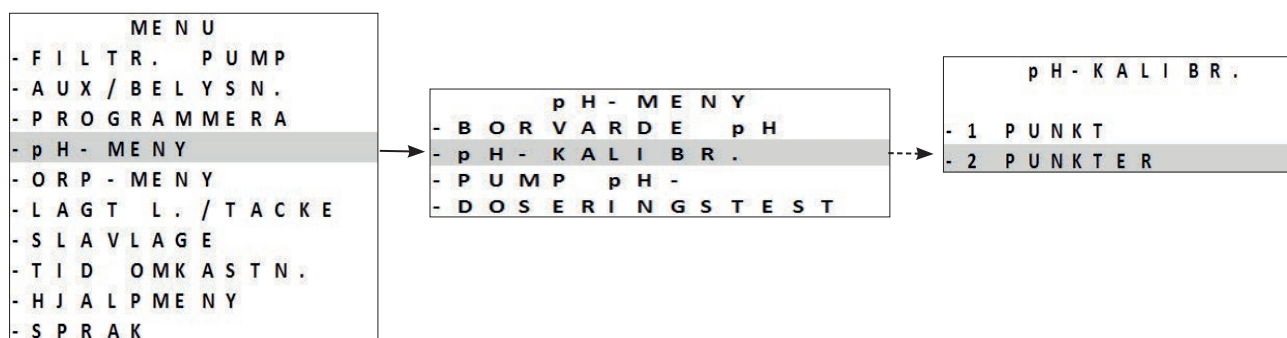 MENU
- FILTR. PUMP
- AUX/BELYSN.
- PROGRAMMERA
- pH- MENY
- ORP-MENY
- LAGT L./TACKE
- SLAVLAGE
- TID OMKASTN.
- HJALPMENY
- SPRAK
pH- MENY
- BORVARDE pH
- pH- KALIBR.
- PUMP pH-
- DOSERINGSTEST
pH-KALIBR.
- 1 PUNKT
- 2 PUNKTER